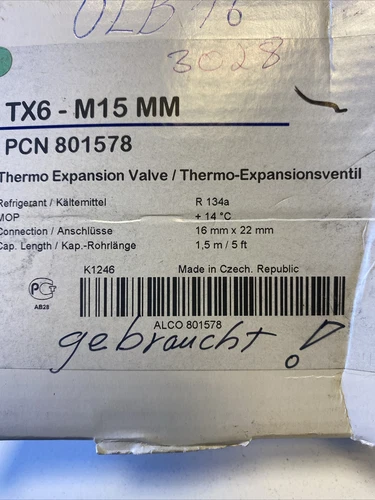 OLB 16
3028
TX6 - M15 MM
PCN 801578
Thermo Expansion Valve / Thermo-Expansionsventil
Refrigerant / Kältemittel R 134a
MOP + 14 °C
Connection / Anschlüsse 16 mm x 22 mm
Cap. Length / Kap.-Rohrlänge 1,5 m / 5 ft
K1246 Made in Czech. Republic
AB28
ALCO 801578
gebraucht!